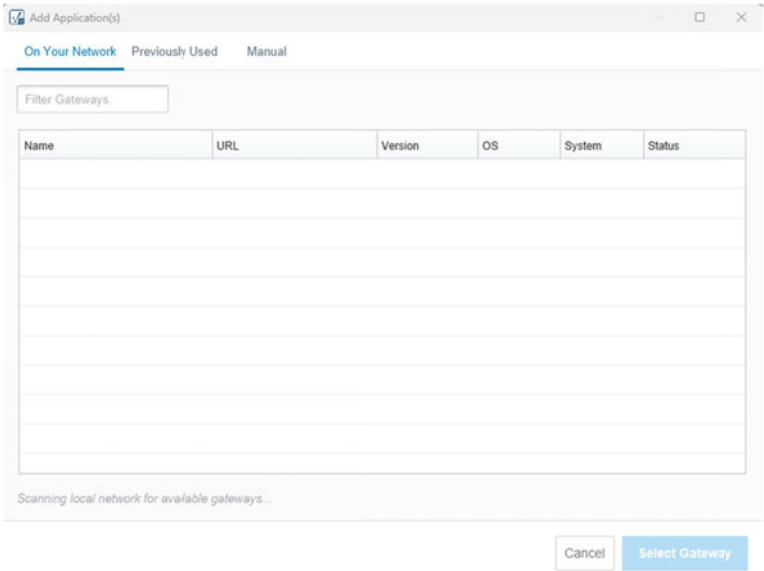 Add Application(s)
On Your Network Previously Used Manual
Filter Gateways
Name URL Version OS System Status
Scanning local network for available gateways...
Cancel Select Gateway